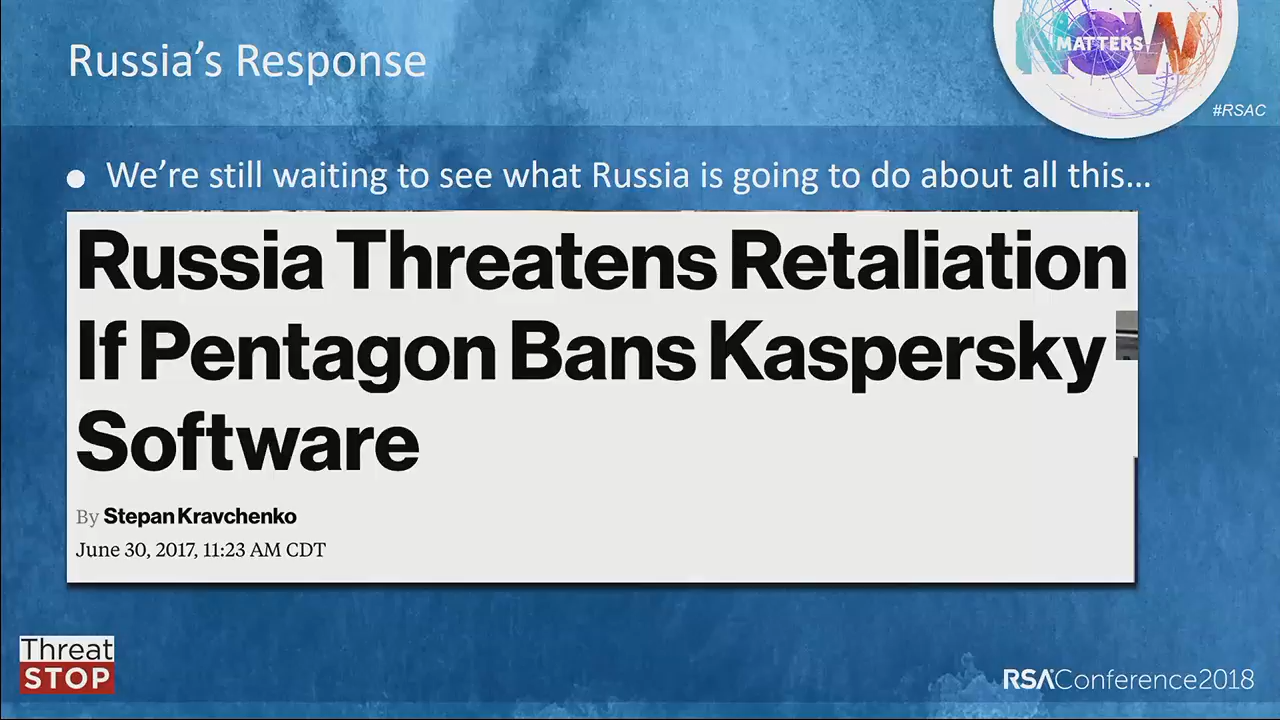 Russia's Response
NOW
MATTERS
#RSAC
● We're still waiting to see what Russia is going to do about all this...
Russia Threatens Retaliation
If Pentagon Bans Kaspersky
Software
By Stepan Kravchenko
June 30, 2017, 11:23 AM CDT
Threat
STOP
RSAConference2018